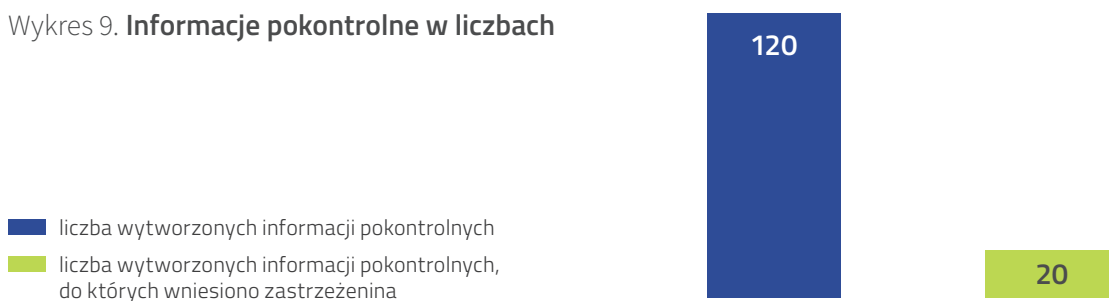 Wykres 9. Informacje pokontrolne w liczbach
120
liczba wytworzonych informacji pokontrolnych
liczba wytworzonych informacji pokontrolnych,
do których wniesiono zastrzeżenina
20